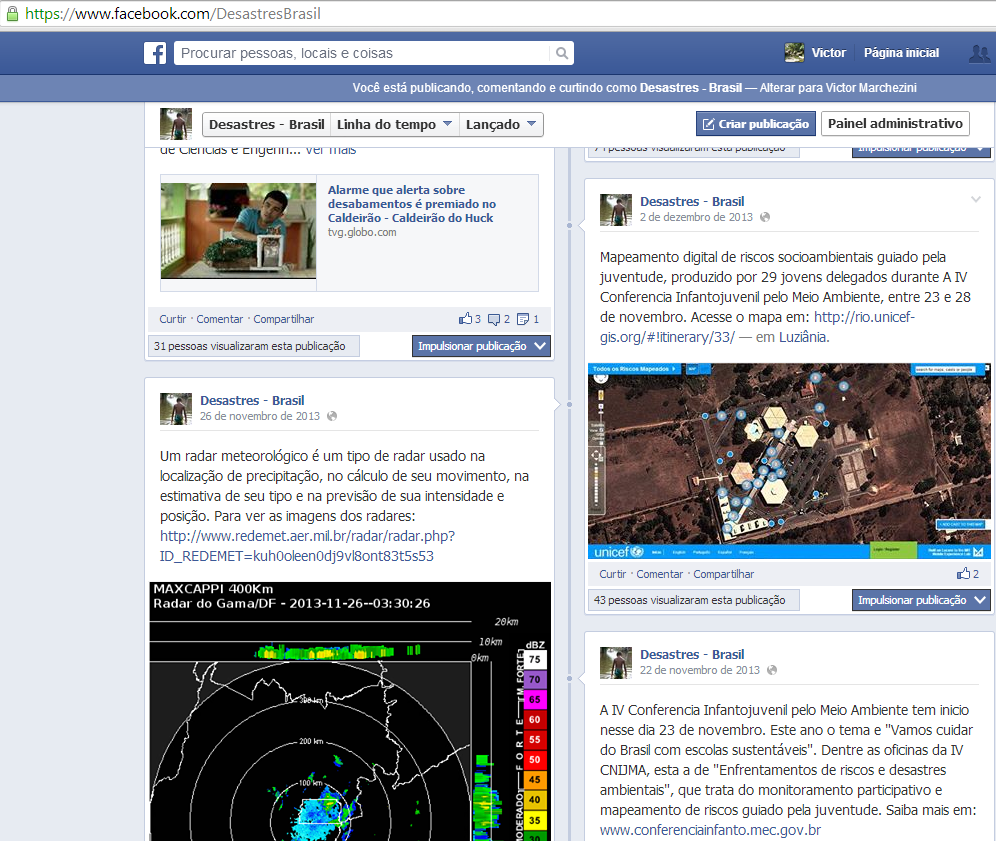 https://www.facebook.com/DesastresBrasil
Procurar pessoas, locais e coisas
Victor
Página inicial
Você está publicando, comentando e curtindo como Desastres - Brasil — Alterar para Victor Marchezini
Desastres - Brasil
Linha do tempo
Lançado
Criar publicação
Painel administrativo
de Ciências e Engenh... Ver mais
Alarme que alerta sobre
desabamentos é premiado no
Caldeirão - Caldeirão do Huck
tvg.globo.com
Curtir · Comentar · Compartilhar
3
2
1
31 pessoas visualizaram esta publicação
Impulsionar publicação
Desastres - Brasil
26 de novembro de 2013
Um radar meteorológico é um tipo de radar usado na
localização de precipitação, no cálculo de seu movimento, na
estimativa de seu tipo e na previsão de sua intensidade e
posição. Para ver as imagens dos radares:
http://www.redemet.aer.mil.br/radar/radar.php?
ID_REDEMET=kuh0oleen0dj9vl8ont83t5s53
MAXCAPPI 400Km
Radar do Gama/DF - 2013-11-26--03:30:26
20km
10km
0km
dBZ
75
70
65
60
55
50
45
40
35
30
TM FORTE
FORTE
MODERADO
300 km
200 km
100 km
pessoas visualizaram esta publicação
Impulsionar publicação
Desastres - Brasil
2 de dezembro de 2013
Mapeamento digital de riscos socioambientais guiado pela
juventude, produzido por 29 jovens delegados durante A IV
Conferencia Infantojuvenil pelo Meio Ambiente, entre 23 e 28
de novembro. Acesse o mapa em: http://rio.unicef-
gis.org/#!itinerary/33/ — em Luziânia.
Todos os Riscos Mapeados
unicef
English
Português
Español
Français
Login
Curtir · Comentar · Compartilhar
2
43 pessoas visualizaram esta publicação
Impulsionar publicação
Desastres - Brasil
22 de novembro de 2013
A IV Conferencia Infantojuvenil pelo Meio Ambiente tem inicio
nesse dia 23 de novembro. Este ano o tema e "Vamos cuidar
do Brasil com escolas sustentáveis". Dentre as oficinas da IV
CNIJMA, esta a de "Enfrentamentos de riscos e desastres
ambientais", que trata do monitoramento participativo e
mapeamento de riscos guiado pela juventude. Saiba mais em:
www.conferenciainfanto.mec.gov.br